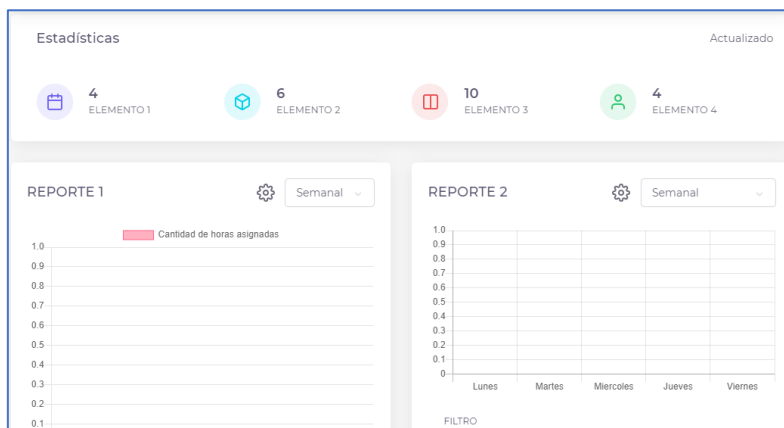 Estadísticas
Actualizado
4
ELEMENTO 1
6
ELEMENTO 2
10
ELEMENTO 3
4
ELEMENTO 4
REPORTE 1
Semanal
Cantidad de horas asignadas
1.0
0.9
0.8
0.7
0.6
0.5
0.4
0.3
0.2
0.1
REPORTE 2
Semanal
1.0
0.9
0.8
0.7
0.6
0.5
0.4
0.3
0.2
0.1
0
Lunes Martes Miercoles Jueves Viernes
FILTRO